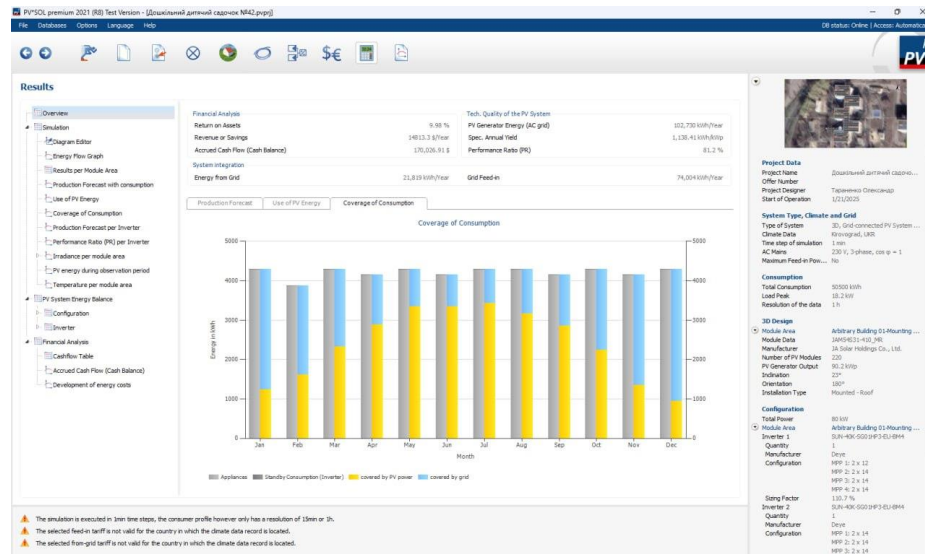 PV*SOL premium 2021 (R8) Test Version - [Дошкільний дитячий садочок №42.pvprj]
File Databases Options Language Help
DB status: Online | Access: Automatica
PV
Results
Overview
Simulation
Diagram Editor
Energy Flow Graph
Results per Module Area
Production Forecast with consumption
Use of PV Energy
Coverage of Consumption
Production Forecast per Inverter
Performance Ratio (PR) per Inverter
Irradiance per module area
PV energy during observation period
Temperature per module area
PV System Energy Balance
Configuration
Inverter
Financial Analysis
Cashflow Table
Accrued Cash Flow (Cash Balance)
Development of energy costs
Financial Analysis
Return on Assets 9.98 %
Revenue or Savings 14813.3 $/Year
Accrued Cash Flow (Cash Balance) 170,026.91 $
Tech. Quality of the PV System
PV Generator Energy (AC grid) 102,730 kWh/Year
Spec. Annual Yield 1,138.41 kWh/kWp
Performance Ratio (PR) 81.2 %
System integration
Energy from Grid 21,819 kWh/Year
Grid Feed-in 74,004 kWh/Year
Production Forecast Use of PV Energy Coverage of Consumption
Coverage of Consumption
Energy in kWh
5000 5000
4000 4000
3000 3000
2000 2000
1000 1000
0 0
Jan Feb Mar Apr May Jun Jul Aug Sep Oct Nov Dec
Month
Appliances Standby Consumption (Inverter) covered by PV power covered by grid
Project Data
Project Name Дошкільний дитячий садочо...
Offer Number
Project Designer Тараненко Олександр
Start of Operation 1/21/2025
System Type, Climate and Grid
Type of System 3D, Grid-connected PV System ...
Climate Data Kirovograd, UKR
Time step of simulation 1 min
AC Mains 230 V, 3-phase, cos φ = 1
Maximum Feed-in Pow... No
Consumption
Total Consumption 50500 kWh
Load Peak 18.2 kW
Resolution of the data 1 h
3D Design
Module Area Arbitrary Building 01-Mounting ...
Module Data JAM54S31-410_MR
Manufacturer JA Solar Holdings Co., Ltd.
Number of PV Modules 220
PV Generator Output 90.2 kWp
Inclination 23°
Orientation 180°
Installation Type Mounted - Roof
Configuration
Total Power 80 kW
Module Area Arbitrary Building 01-Mounting ...
Inverter 1 SUN-40K-SG01HP3-EU-BM4
Quantity 1
Manufacturer Deye
Configuration MPP 1: 2 x 12
MPP 2: 2 x 14
MPP 3: 2 x 14
MPP 4: 2 x 14
Sizing Factor 110.7 %
Inverter 2 SUN-40K-SG01HP3-EU-BM4
Quantity 1
Manufacturer Deye
Configuration MPP 1: 2 x 14
MPP 2: 2 x 14
MPP 3: 2 x 14
The simulation is executed in 1min time steps, the consumer profile however only has a resolution of 15min or 1h.
The selected feed-in tariff is not valid for the country in which the climate data record is located.
The selected from-grid tariff is not valid for the country in which the climate data record is located.